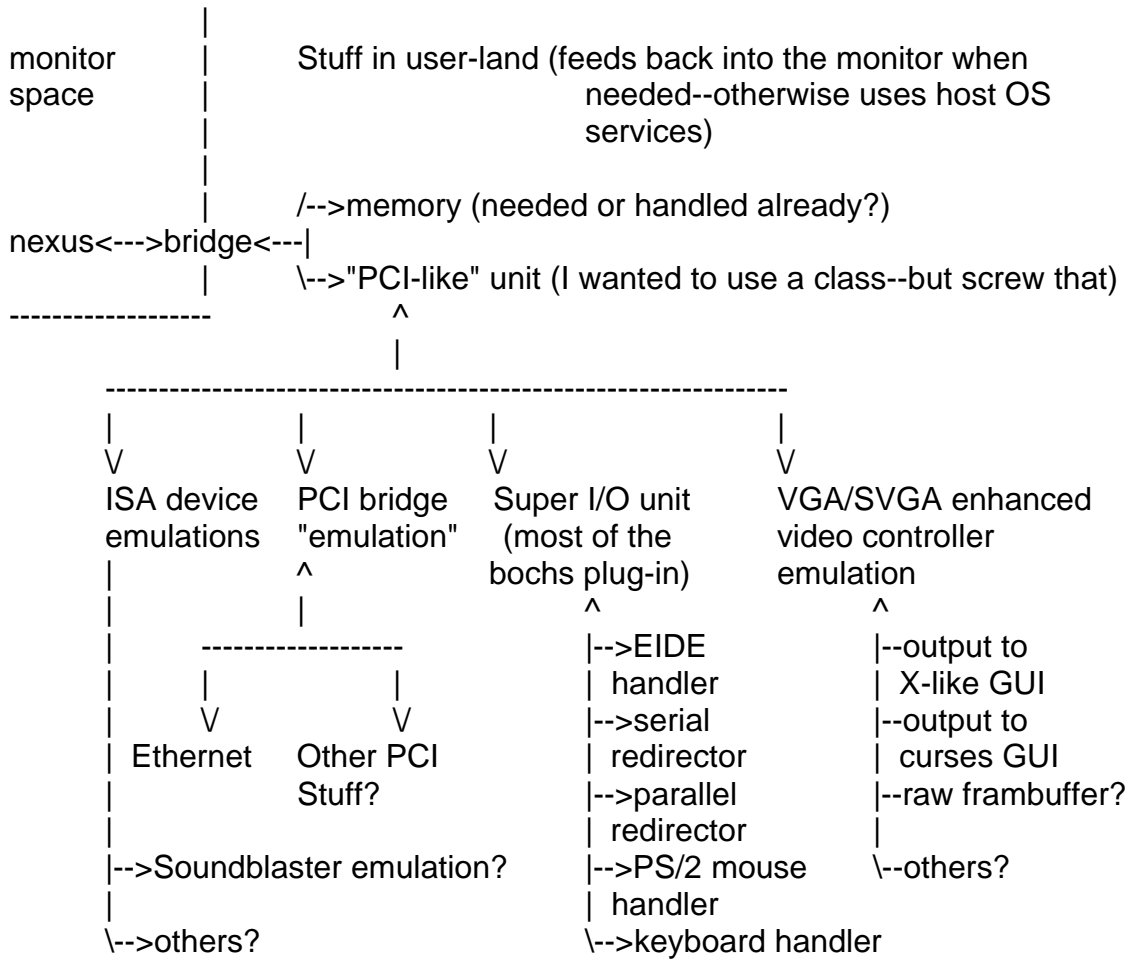 |
monitor           |        Stuff in user-land (feeds back into the monitor when
space             |                            needed--otherwise uses host OS
                  |                            services)
                  |
                  |        /-->memory (needed or handled already?)
nexus<--->bridge<---|
                  |        \-->"PCI-like" unit (I wanted to use a class--but screw that)
-------------------                 ^
                                    |
         ----------------------------------------------------------------
         |                 |                 |                          |
         \/                \/                \/                         \/
         ISA device        PCI bridge        Super I/O unit             VGA/SVGA enhanced
         emulations        "emulation"       (most of the               video controller
         |                 ^                 bochs plug-in)             emulation
         |                 |                         ^                          ^
         |        -------------------                |-->EIDE                   |--output to
         |        |                 |                |  handler                 |  X-like GUI
         |        \/                \/               |-->serial                 |--output to
         |  Ethernet       Other PCI                 |  redirector              |  curses GUI
         |                 Stuff?                    |-->parallel               |--raw frambuffer?
         |                                           |  redirector              |
         |-->Soundblaster emulation?                 |-->PS/2 mouse             \--others?
         |                                           |  handler
         \-->others?                                 \-->keyboard handler